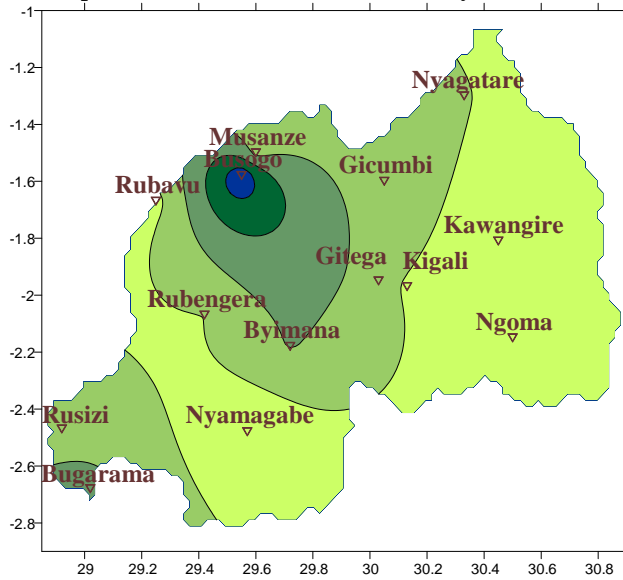 -1
-1.2
-1.4
-1.6
-1.8
-2
-2.2
-2.4
-2.6
-2.8
Nyagatare
Musanze
Busogo
Gicumbi
Rubavu
Kawangire
Gitega
Kigali
Rubengera
Ngoma
Byimana
Rusizi
Nyamagabe
Bugarama
29 29.2 29.4 29.6 29.8 30 30.2 30.4 30.6 30.8